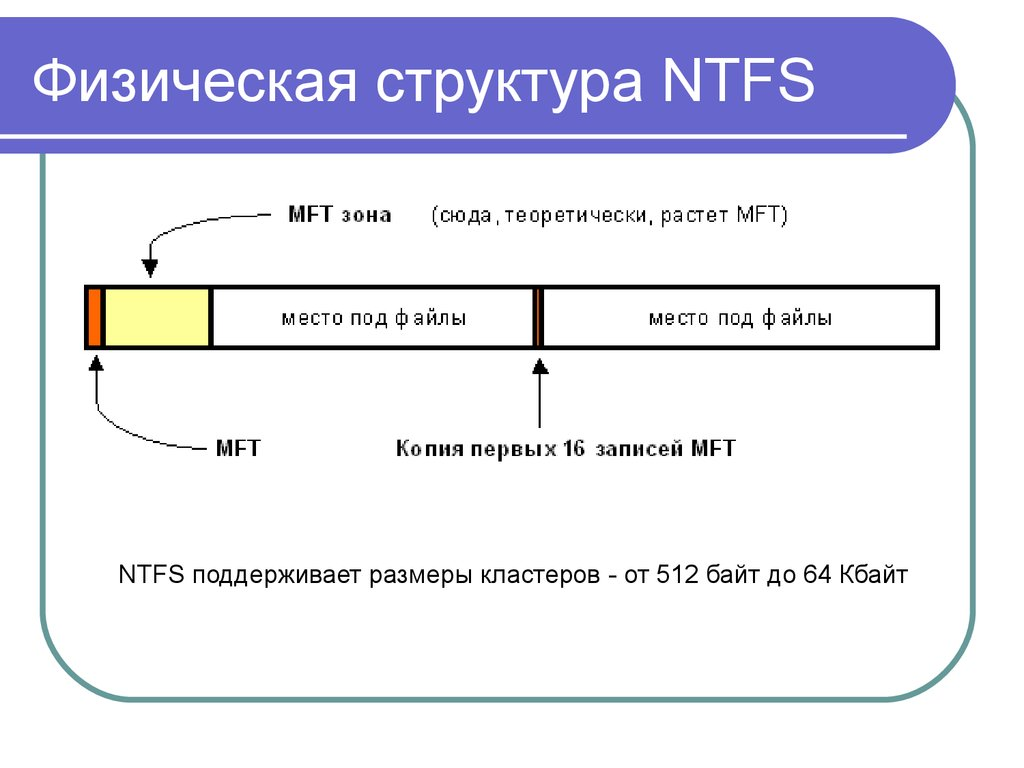 Физическая структура NTFS
MFT зона (сюда, теоретически, растет MFT)
место под файлы место под файлы
MFT Копия первых 16 записей MFT
NTFS поддерживает размеры кластеров - от 512 байт до 64 Кбайт